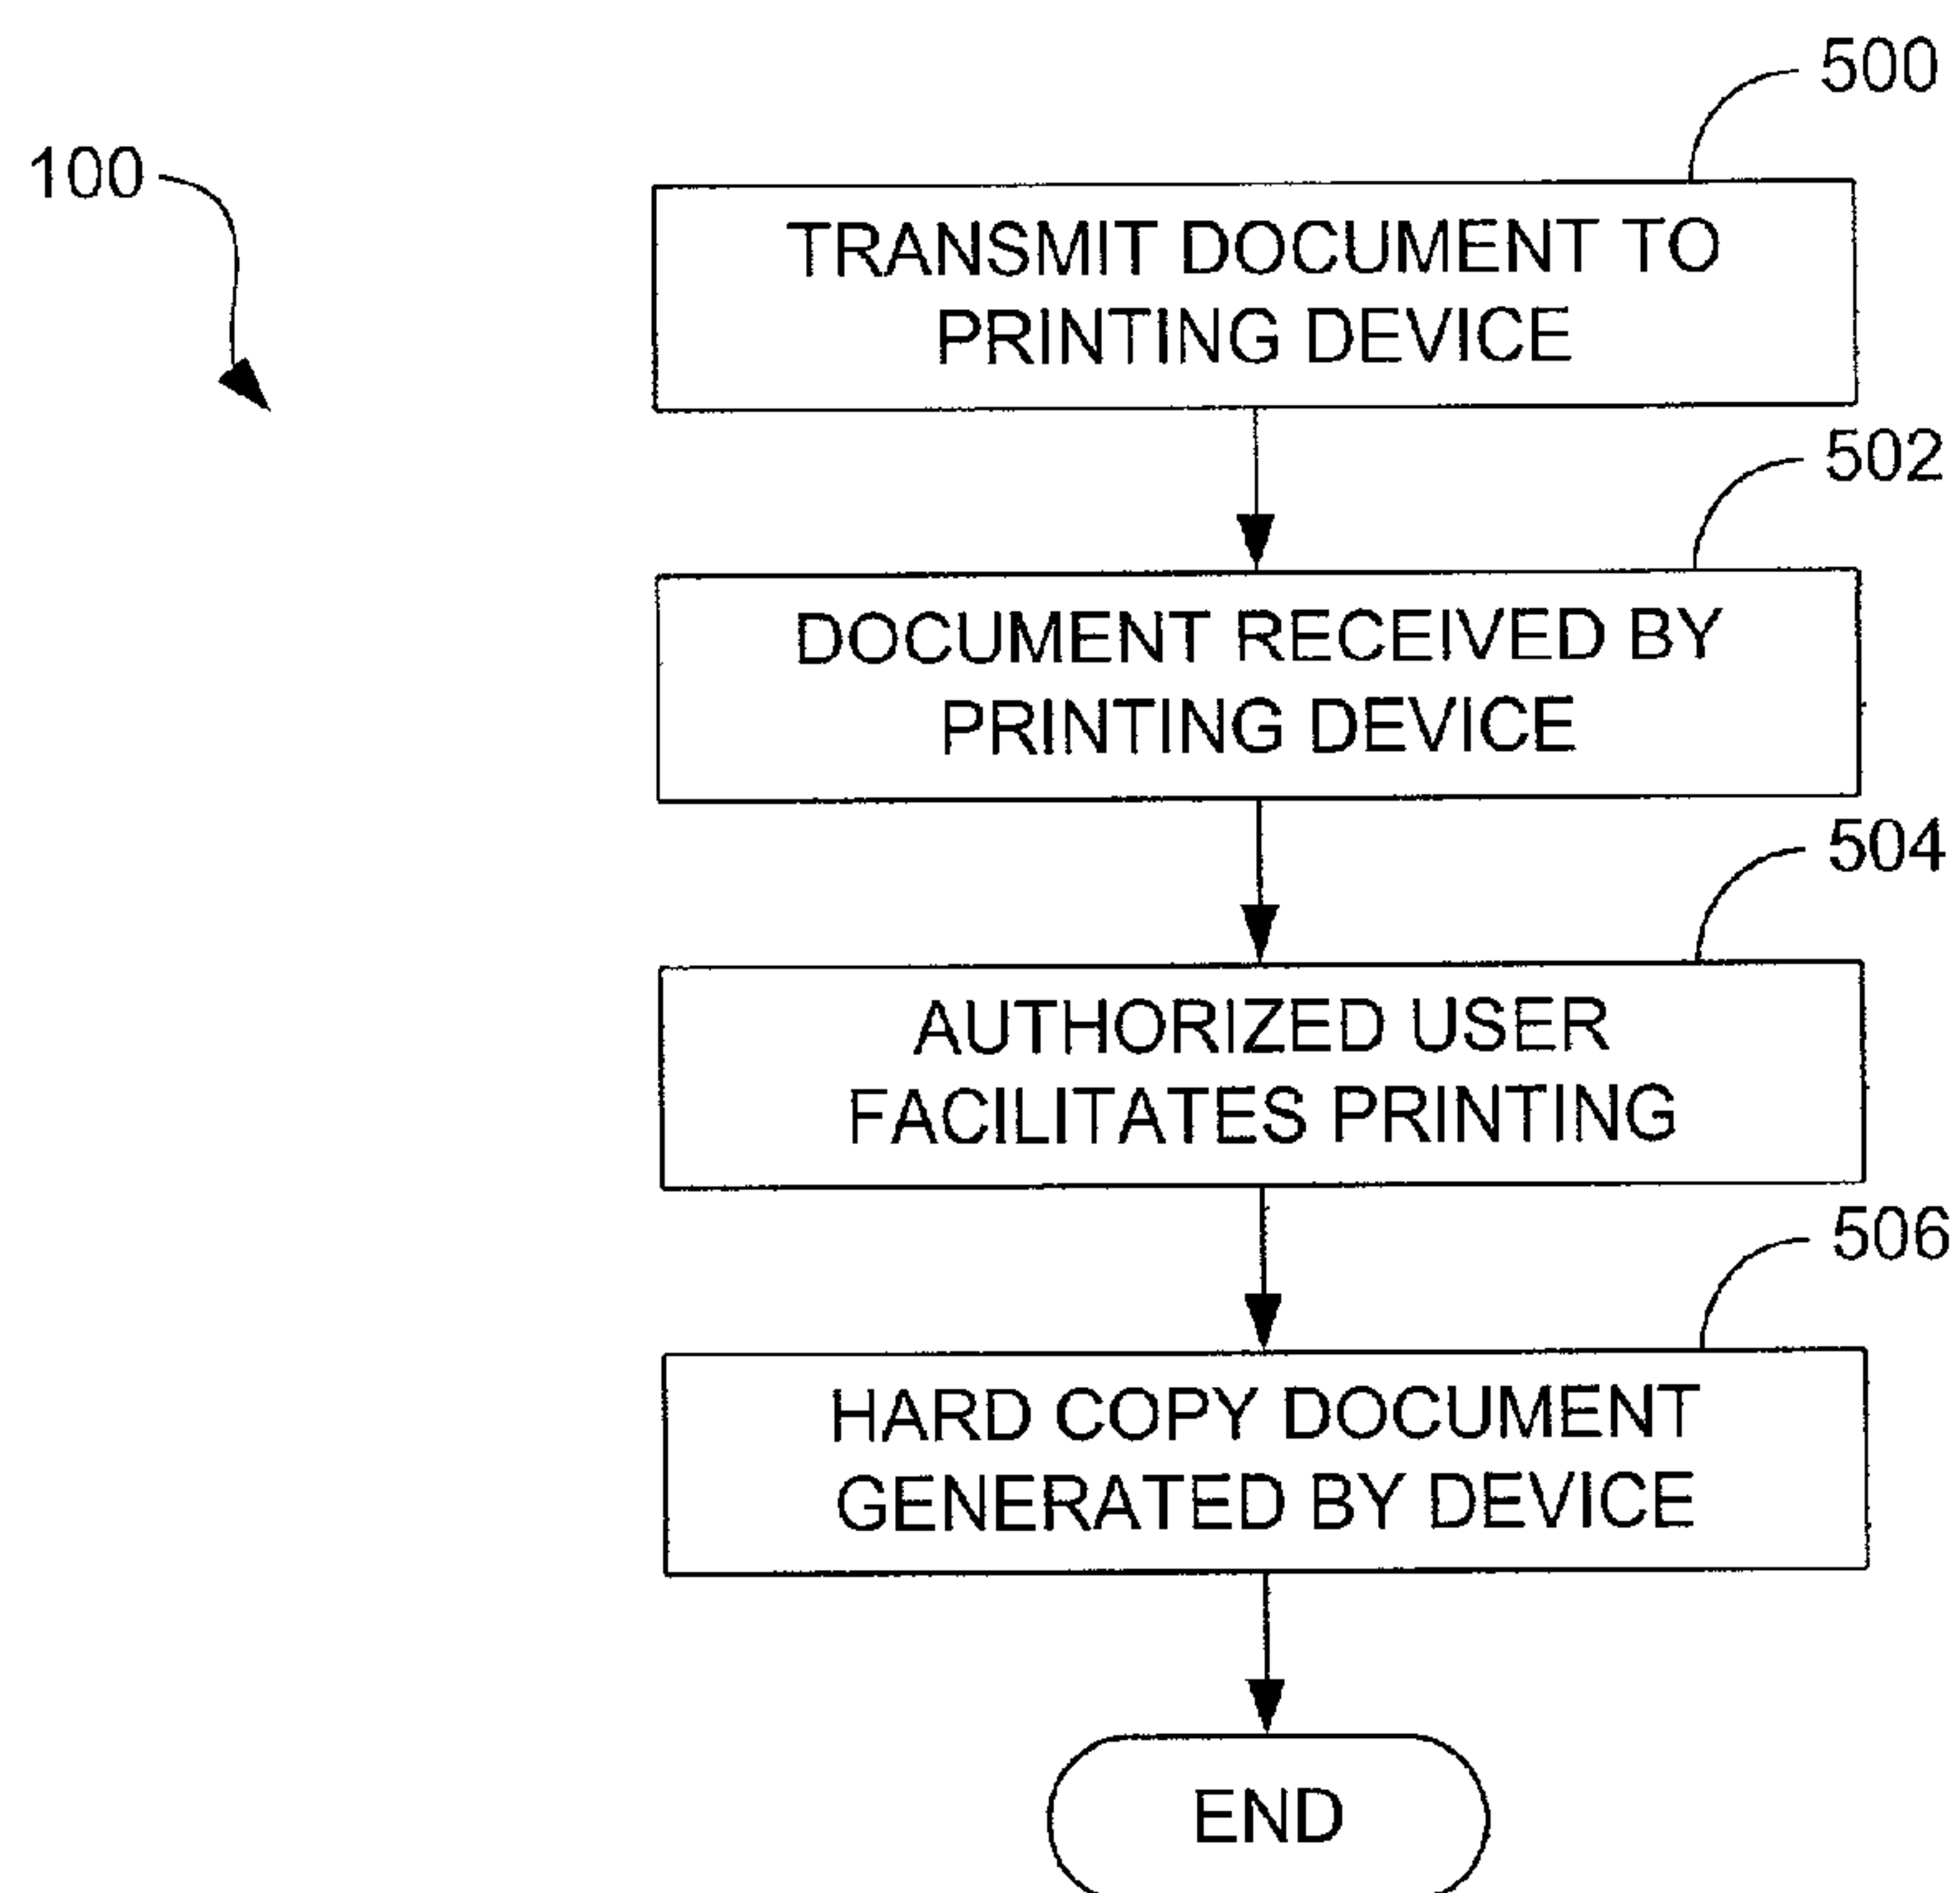 500
100
TRANSMIT DOCUMENT TO
PRINTING DEVICE
502
DOCUMENT RECEIVED BY
PRINTING DEVICE
504
AUTHORIZED USER
FACILITATES PRINTING
506
HARD COPY DOCUMENT
GENERATED BY DEVICE
END